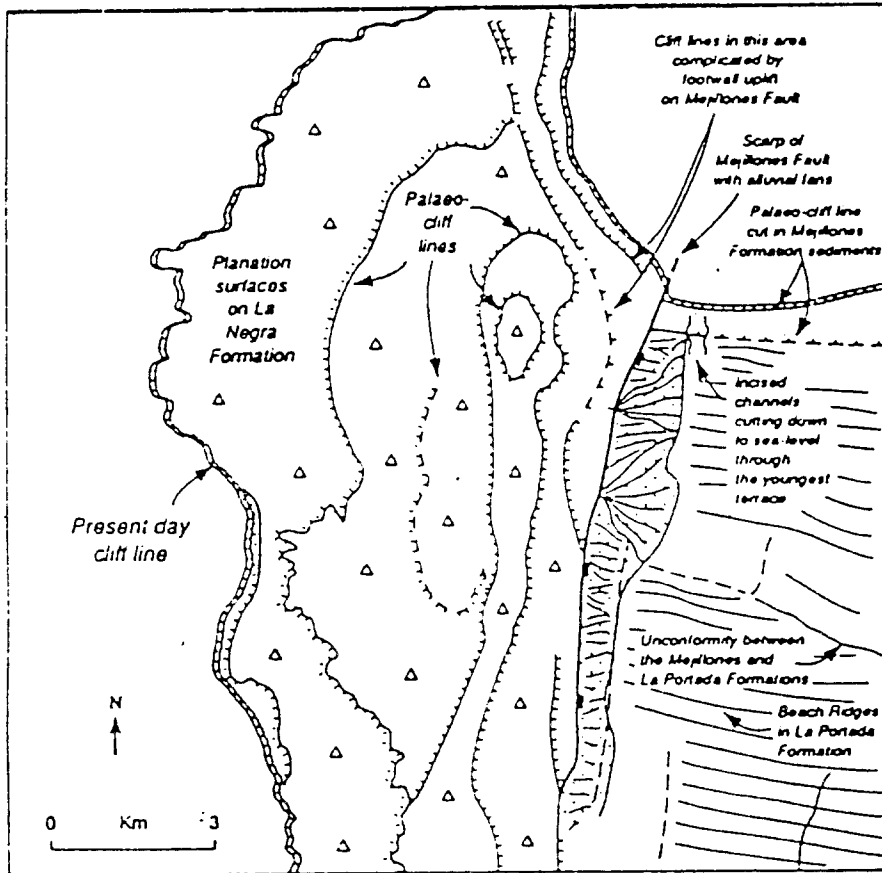 Cliff lines in this area
complicated by
footwall uplift
on Mejillones Fault
Scarp of
Mejillones Fault
with alluvial fans
Palaeo-cliff line
cut in Mejillones
Formation sediments
Palaeo-
cliff
lines
Planation
surfaces
on La
Negra
Formation
Incised
channels
cutting down
to sea-level
through
the youngest
terrace
Present day
cliff line
Unconformity between
the Mejillones and
La Portada Formations
Beach Ridges
in La Portada
Formation
N
0 Km 3